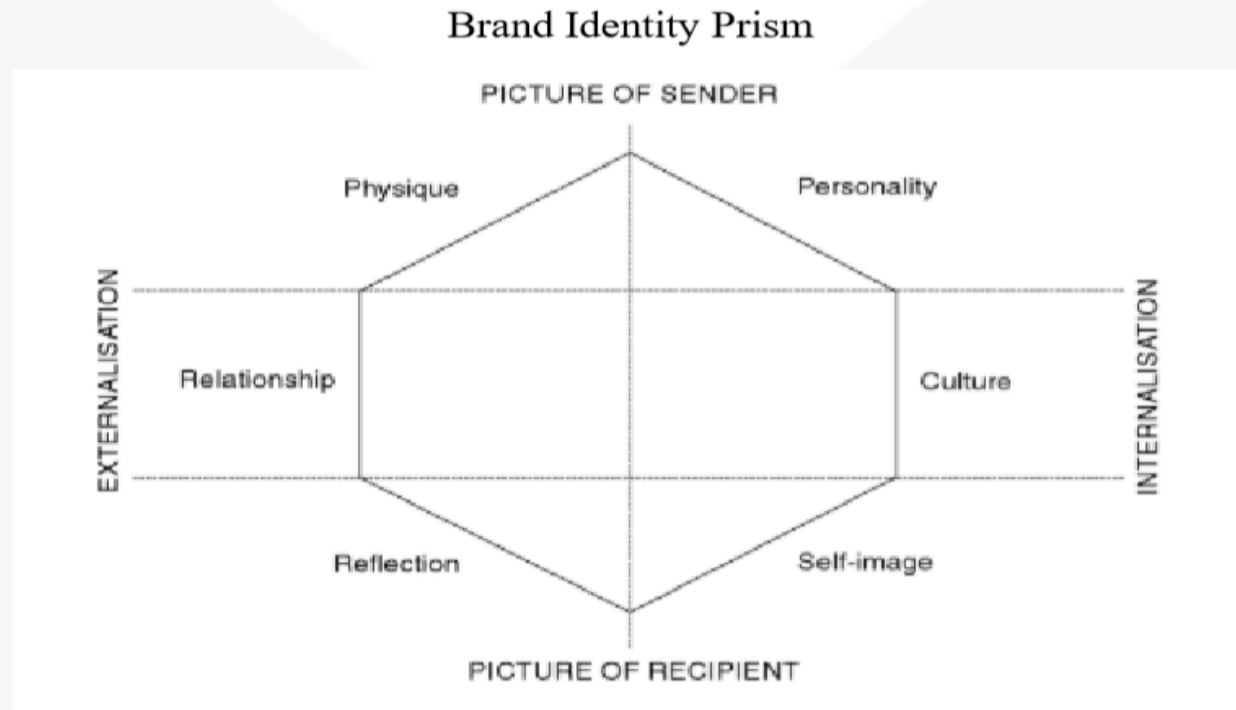 Brand Identity Prism
PICTURE OF SENDER
Physique
Personality
EXTERNALISATION
INTERNALISATION
Relationship
Culture
Reflection
Self-image
PICTURE OF RECIPIENT